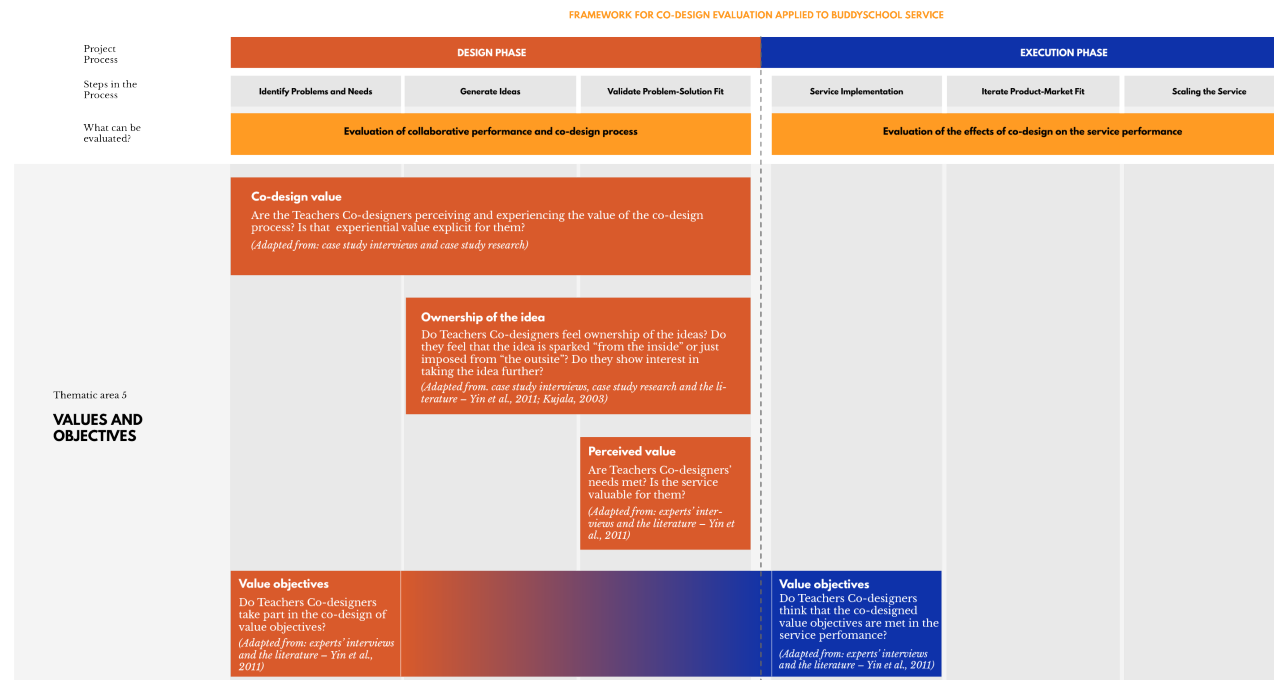 FRAMEWORK FOR CO-DESIGN EVALUATION APPLIED TO BUDDYSCHOOL SERVICE
Project
Process
DESIGN PHASE
EXECUTION PHASE
Steps in the
Process
Identify Problems and Needs
Generate Ideas
Validate Problem-Solution Fit
Service Implementation
Iterate Product-Market Fit
Scaling the Service
What can be
evaluated?
Evaluation of collaborative performance and co-design process
Evaluation of the effects of co-design on the service performance
Thematic area 5
VALUES AND
OBJECTIVES
Co-design value
Are the Teachers Co-designers perceiving and experiencing the value of the co-design
process? Is that experiential value explicit for them?
(Adapted from: case study interviews and case study research)
Ownership of the idea
Do Teachers Co-designers feel ownership of the ideas? Do
they feel that the idea is sparked “from the inside” or just
imposed from “the outsite”? Do they show interest in
taking the idea further?
(Adapted from. case study interviews, case study research and the li-
terature – Yin et al., 2011; Kujala, 2003)
Perceived value
Are Teachers Co-designers’
needs met? Is the service
valuable for them?
(Adapted from: experts’ inter-
views and the literature – Yin et
al., 2011)
Value objectives
Do Teachers Co-designers
take part in the co-design of
value objectives?
(Adapted from: experts’ interviews
and the literature – Yin et al.,
2011)
Value objectives
Do Teachers Co-designers
think that the co-designed
value objectives are met in the
service perfomance?
(Adapted from: experts’ interviews
and the literature – Yin et al., 2011)